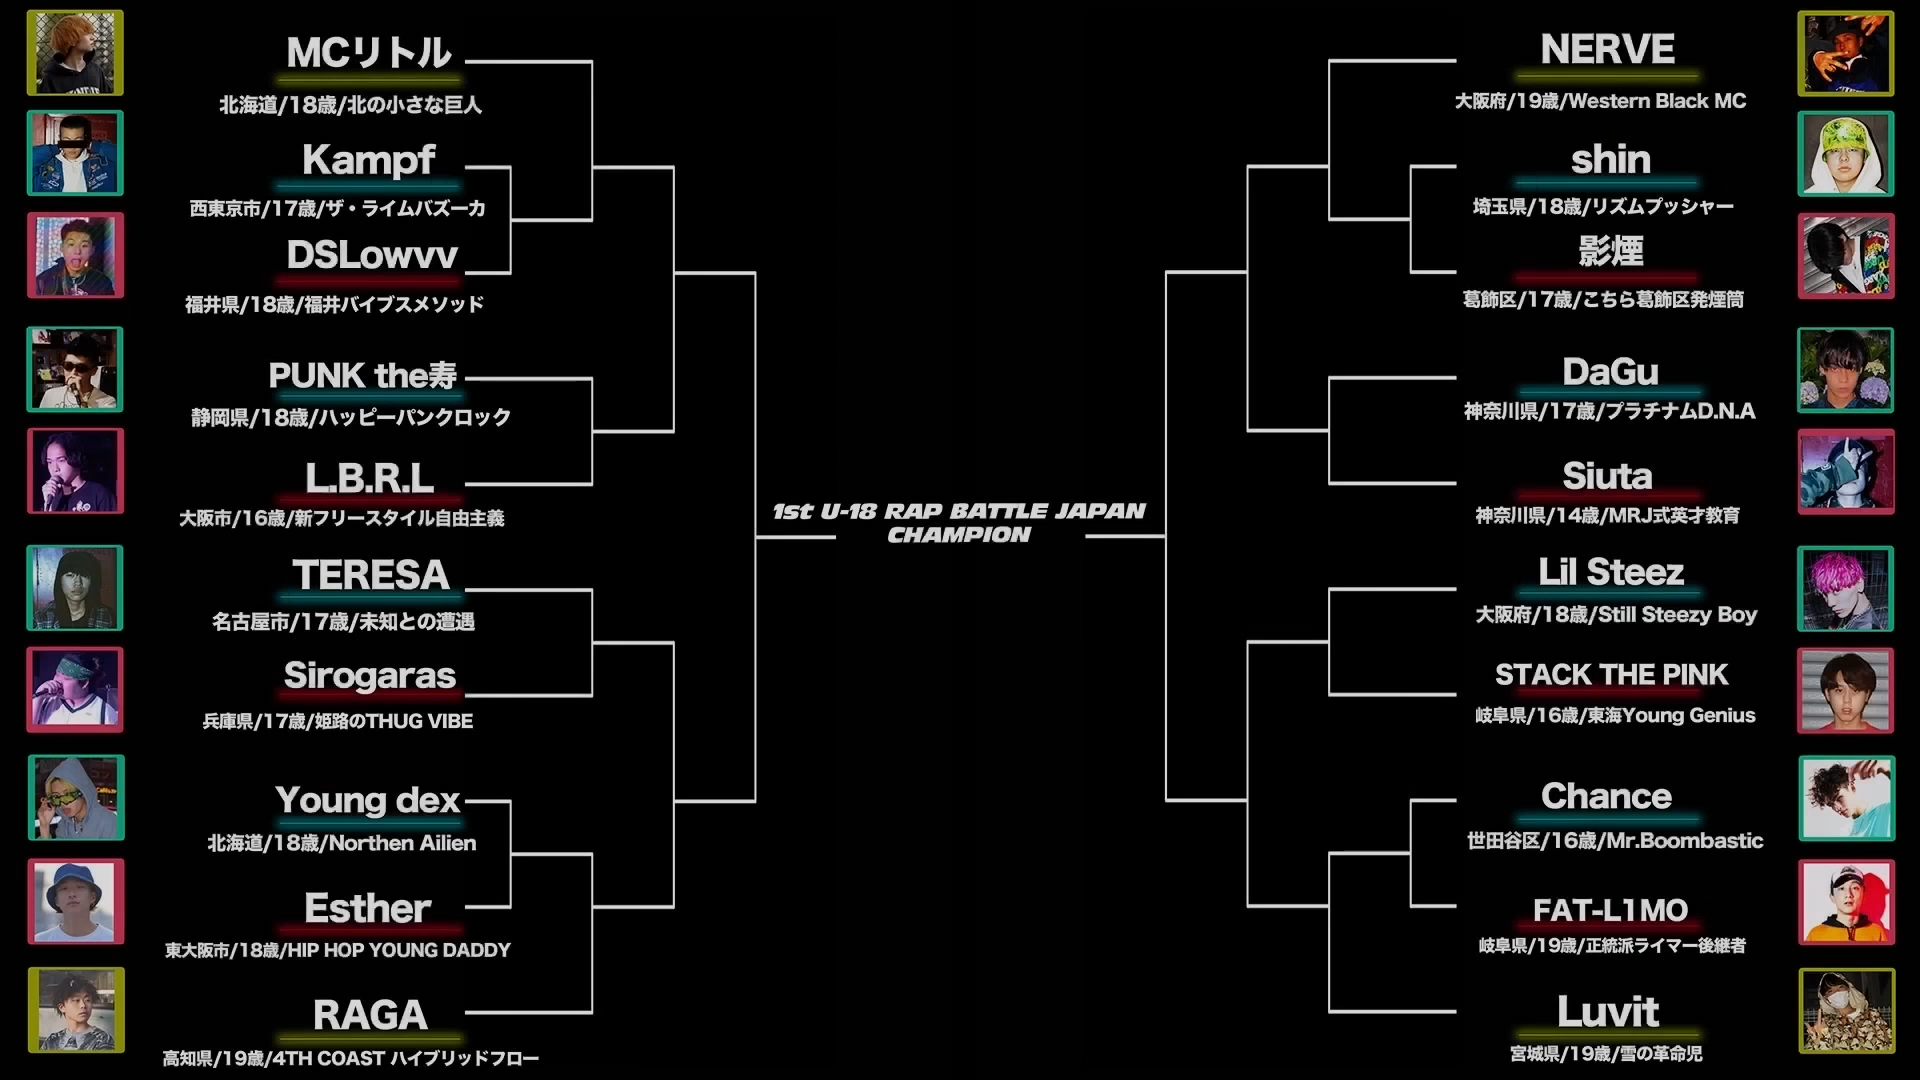 MCリトル
北海道/18歳/北の小さな巨人
Kampf
西東京市/17歳/ザ・ライムバズーカ
DSLowvv
福井県/18歳/福井バイブスメソッド
PUNK the寿
静岡県/18歳/ハッピーパンクロック
L.B.R.L
大阪市/16歳/新フリースタイル自由主義
TERESA
名古屋市/17歳/未知との遭遇
Sirogaras
兵庫県/17歳/姫路のTHUG VIBE
Young dex
北海道/18歳/Northen Ailien
Esther
東大阪市/18歳/HIP HOP YOUNG DADDY
RAGA
高知県/19歳/4TH COAST ハイブリッドフロー
1st U-18 RAP BATTLE JAPAN
CHAMPION
NERVE
大阪府/19歳/Western Black MC
shin
埼玉県/18歳/リズムプッシャー
影煙
葛飾区/17歳/こちら葛飾区発煙筒
DaGu
神奈川県/17歳/プラチナムD.N.A
Siuta
神奈川県/14歳/MRJ式英才教育
Lil Steez
大阪府/18歳/Still Steezy Boy
STACK THE PINK
岐阜県/16歳/東海Young Genius
Chance
世田谷区/16歳/Mr.Boombastic
FAT-L1MO
岐阜県/19歳/正統派ライマー後継者
Luvit
宮城県/19歳/雪の革命児